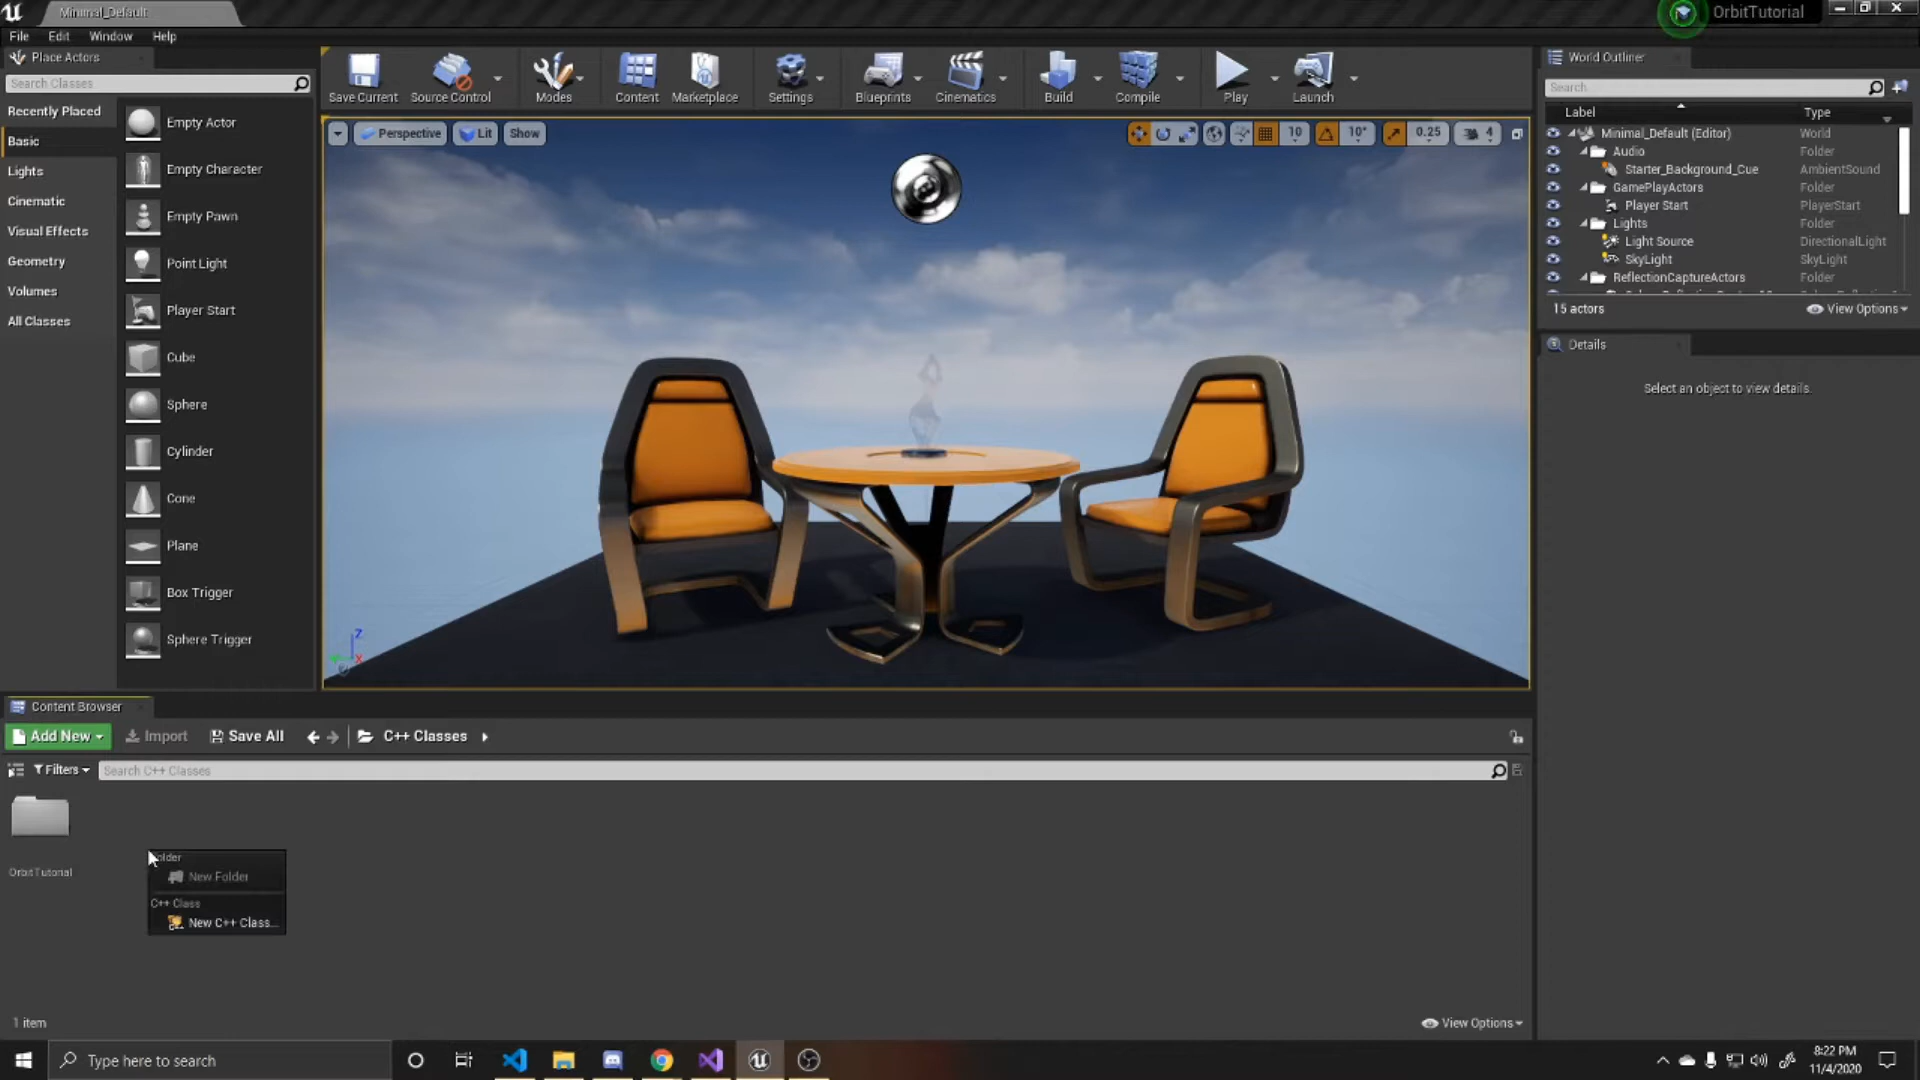 Minimal_Default
OrbitTutorial
File Edit Window Help
Place Actors
Search Classes
Recently Placed
Basic
Lights
Cinematic
Visual Effects
Geometry
Volumes
All Classes
Empty Actor
Empty Character
Empty Pawn
Point Light
Player Start
Cube
Sphere
Cylinder
Cone
Plane
Box Trigger
Sphere Trigger
Save Current
Source Control
Modes
Content
Marketplace
Settings
Blueprints
Cinematics
Build
Compile
Play
Launch
Perspective
Lit
Show
10
10°
0.25
4
Z
X
World Outliner
Search
Label Type
Minimal_Default (Editor) World
Audio Folder
Starter_Background_Cue AmbientSound
GamePlayActors Folder
Player Start PlayerStart
Lights Folder
Light Source DirectionalLight
SkyLight SkyLight
ReflectionCaptureActors Folder
15 actors
View Options
Details
Select an object to view details.
Content Browser
Add New
Import
Save All
C++ Classes
Filters
Search C++ Classes
OrbitTutorial
New Folder
C++ Class
New C++ Class...
1 item
View Options
Type here to search
8:22 PM
11/4/2020